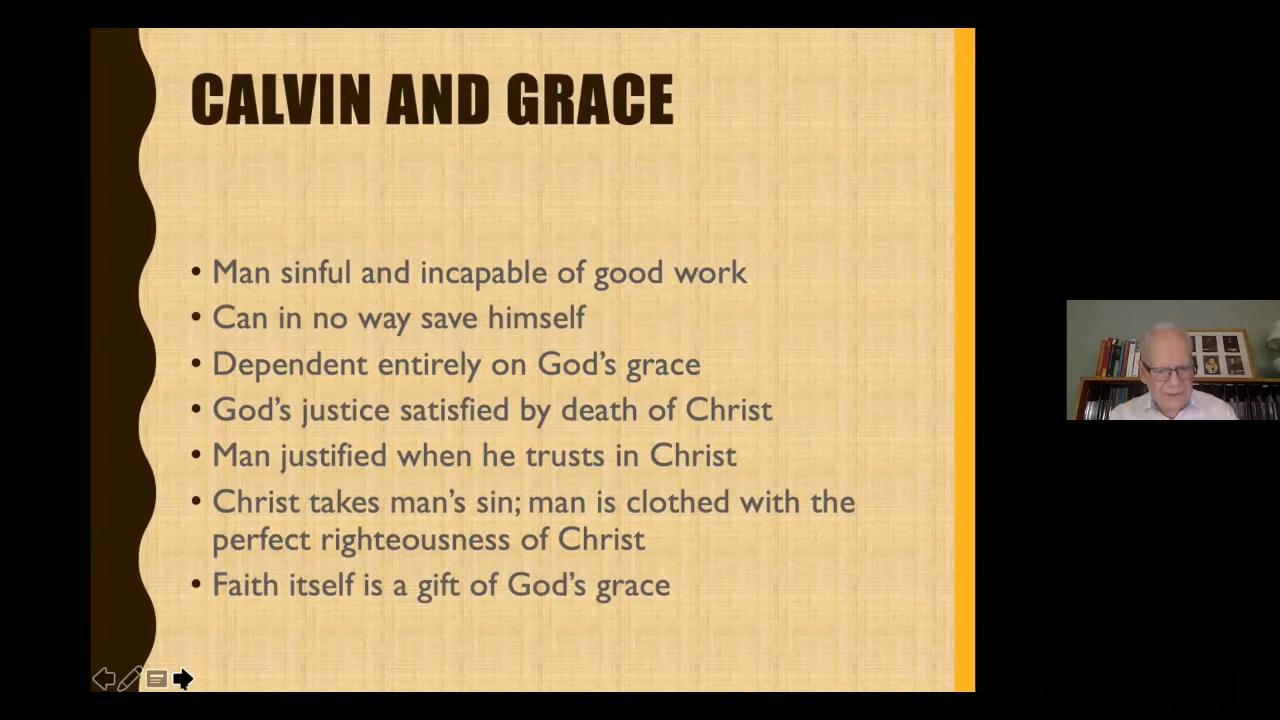 CALVIN AND GRACE
• Man sinful and incapable of good work
• Can in no way save himself
• Dependent entirely on God's grace
• God's justice satisfied by death of Christ
• Man justified when he trusts in Christ
• Christ takes man's sin; man is clothed with the
perfect righteousness of Christ
• Faith itself is a gift of God's grace